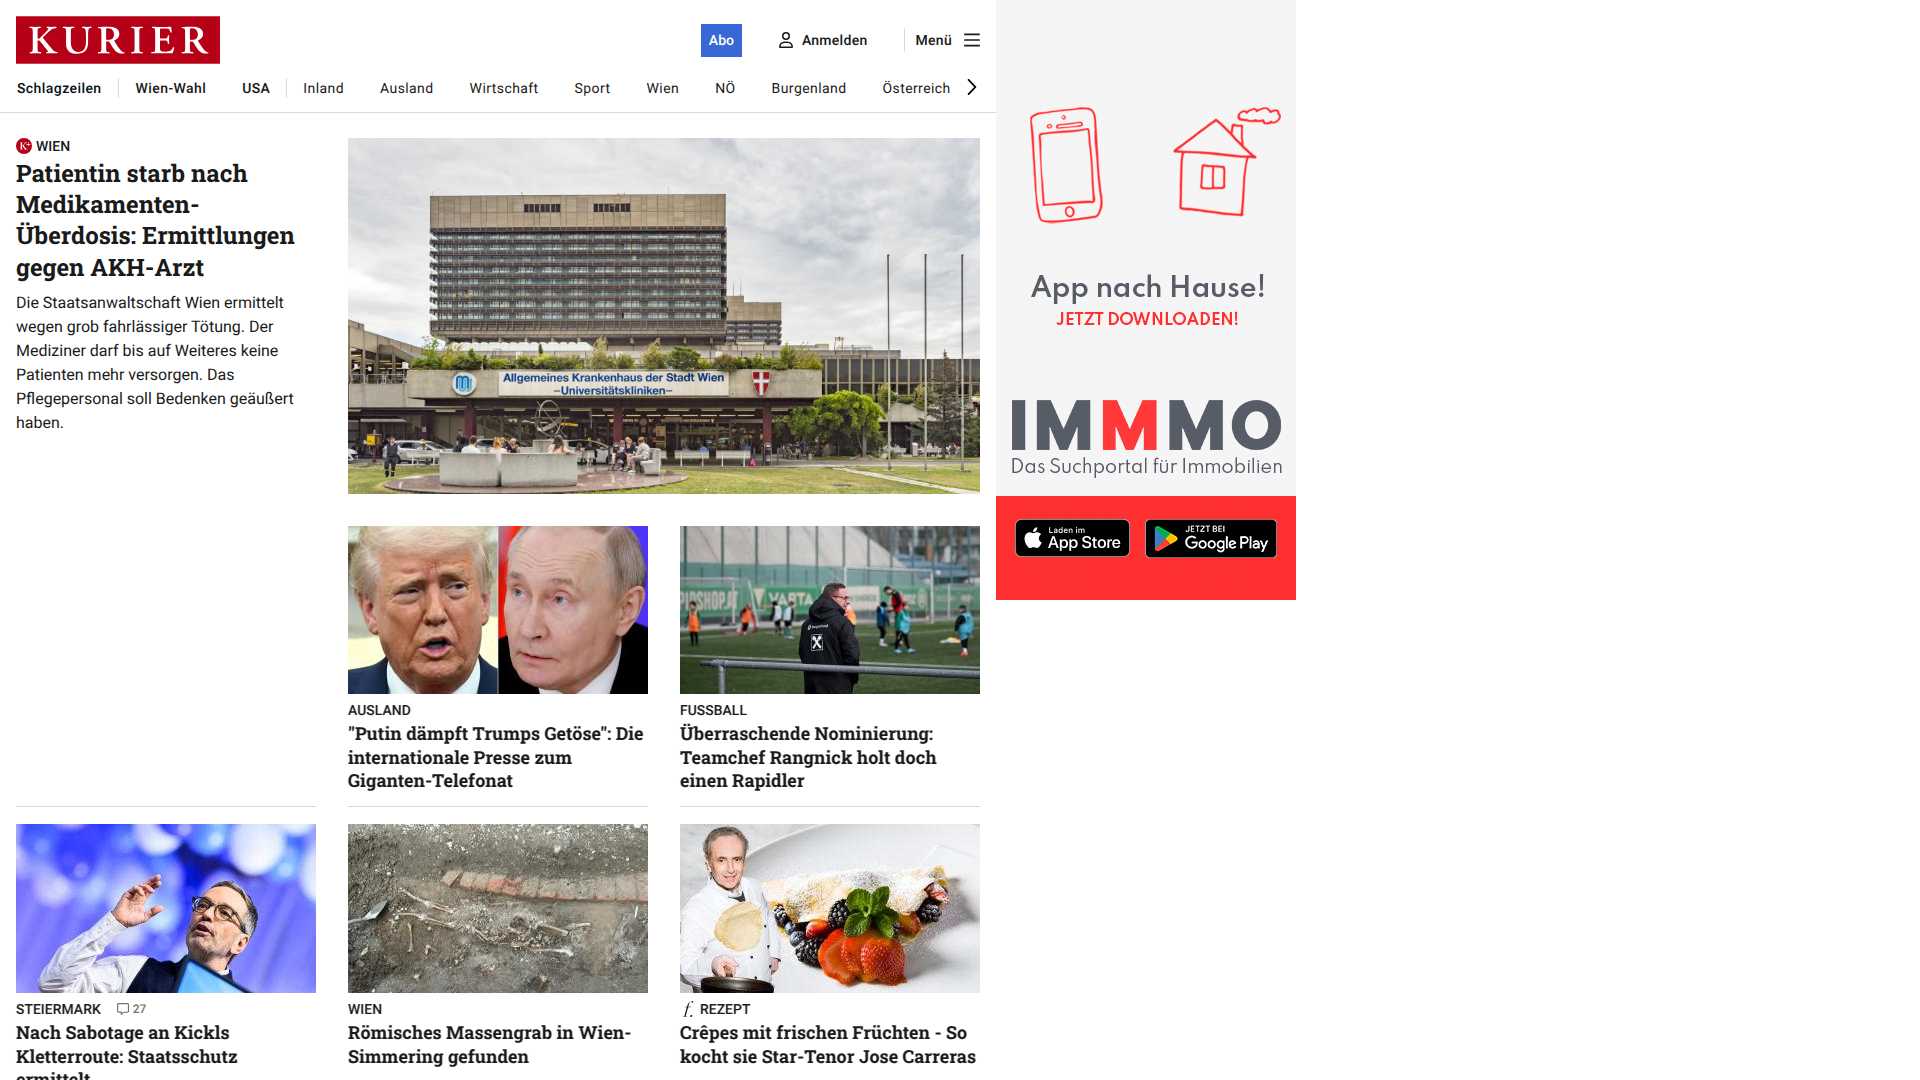 KURIER
Abo
Anmelden
Menü
Schlagzeilen
Wien-Wahl
USA
Inland
Ausland
Wirtschaft
Sport
Wien
NÖ
Burgenland
Österreich
WIEN
Patientin starb nach
Medikamenten-
Überdosis: Ermittlungen
gegen AKH-Arzt
Die Staatsanwaltschaft Wien ermittelt
wegen grob fahrlässiger Tötung. Der
Mediziner darf bis auf Weiteres keine
Patienten mehr versorgen. Das
Pflegepersonal soll Bedenken geäußert
haben.
Allgemeines Krankenhaus der Stadt Wien
–Universitätskliniken–
AUSLAND
"Putin dämpft Trumps Getöse": Die
internationale Presse zum
Giganten-Telefonat
VARTA
FUSSBALL
Überraschende Nominierung:
Teamchef Rangnick holt doch
einen Rapidler
STEIERMARK 27
Nach Sabotage an Kickls
Kletterroute: Staatsschutz
ermittelt
WIEN
Römisches Massengrab in Wien-
Simmering gefunden
f. REZEPT
Crêpes mit frischen Früchten - So
kocht sie Star-Tenor Jose Carreras
App nach Hause!
JETZT DOWNLOADEN!
IMMMO
Das Suchportal für Immobilien
Laden im
App Store
JETZT BEI
Google Play